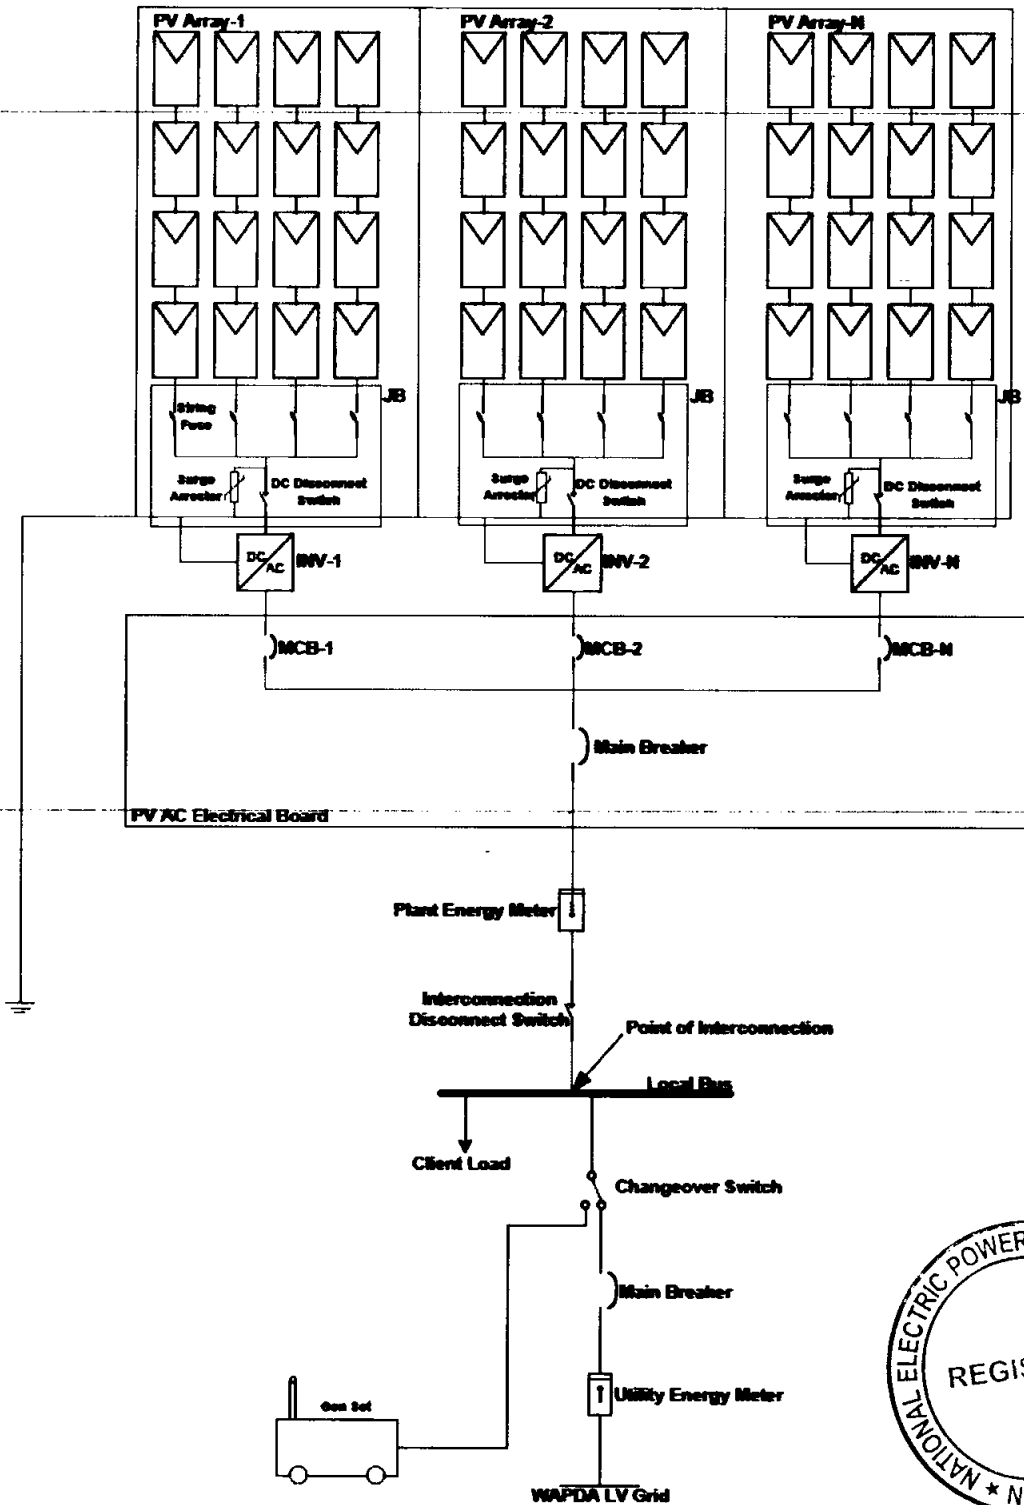 PV Array-1
PV Array-2
PV Array-N
JB
JB
JB
String
Fuse
Surge
Arrestor
DC Disconnect
Switch
Surge
Arrestor
DC Disconnect
Switch
Surge
Arrestor
DC Disconnect
Switch
DC
AC
INV-1
DC
AC
INV-2
DC
AC
INV-N
MCB-1
MCB-2
MCB-N
Main Breaker
PV AC Electrical Board
Plant Energy Meter
Interconnection
Disconnect Switch
Point of Interconnection
Local Bus
Client Load
Changeover Switch
Main Breaker
Gen Set
Utility Energy Meter
WAPDA LV Grid
NATIONAL ELECTRIC POWER
REGIS